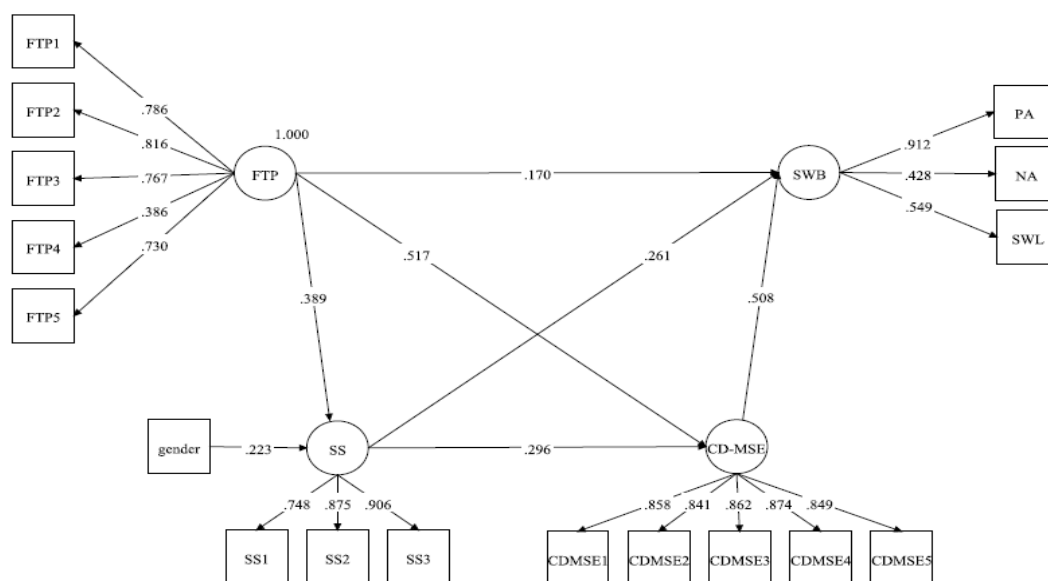 FTP1
FTP2
FTP3
FTP4
FTP5
.786
.816
.767
.386
.730
1.000
FTP
.170
SWB
.912
.428
.549
PA
NA
SWL
.389
.517
.261
.508
gender
.223
SS
.296
CD-MSE
.748
.875
.906
.858
.841
.862
.874
.849
SS1
SS2
SS3
CDMSE1
CDMSE2
CDMSE3
CDMSE4
CDMSE5